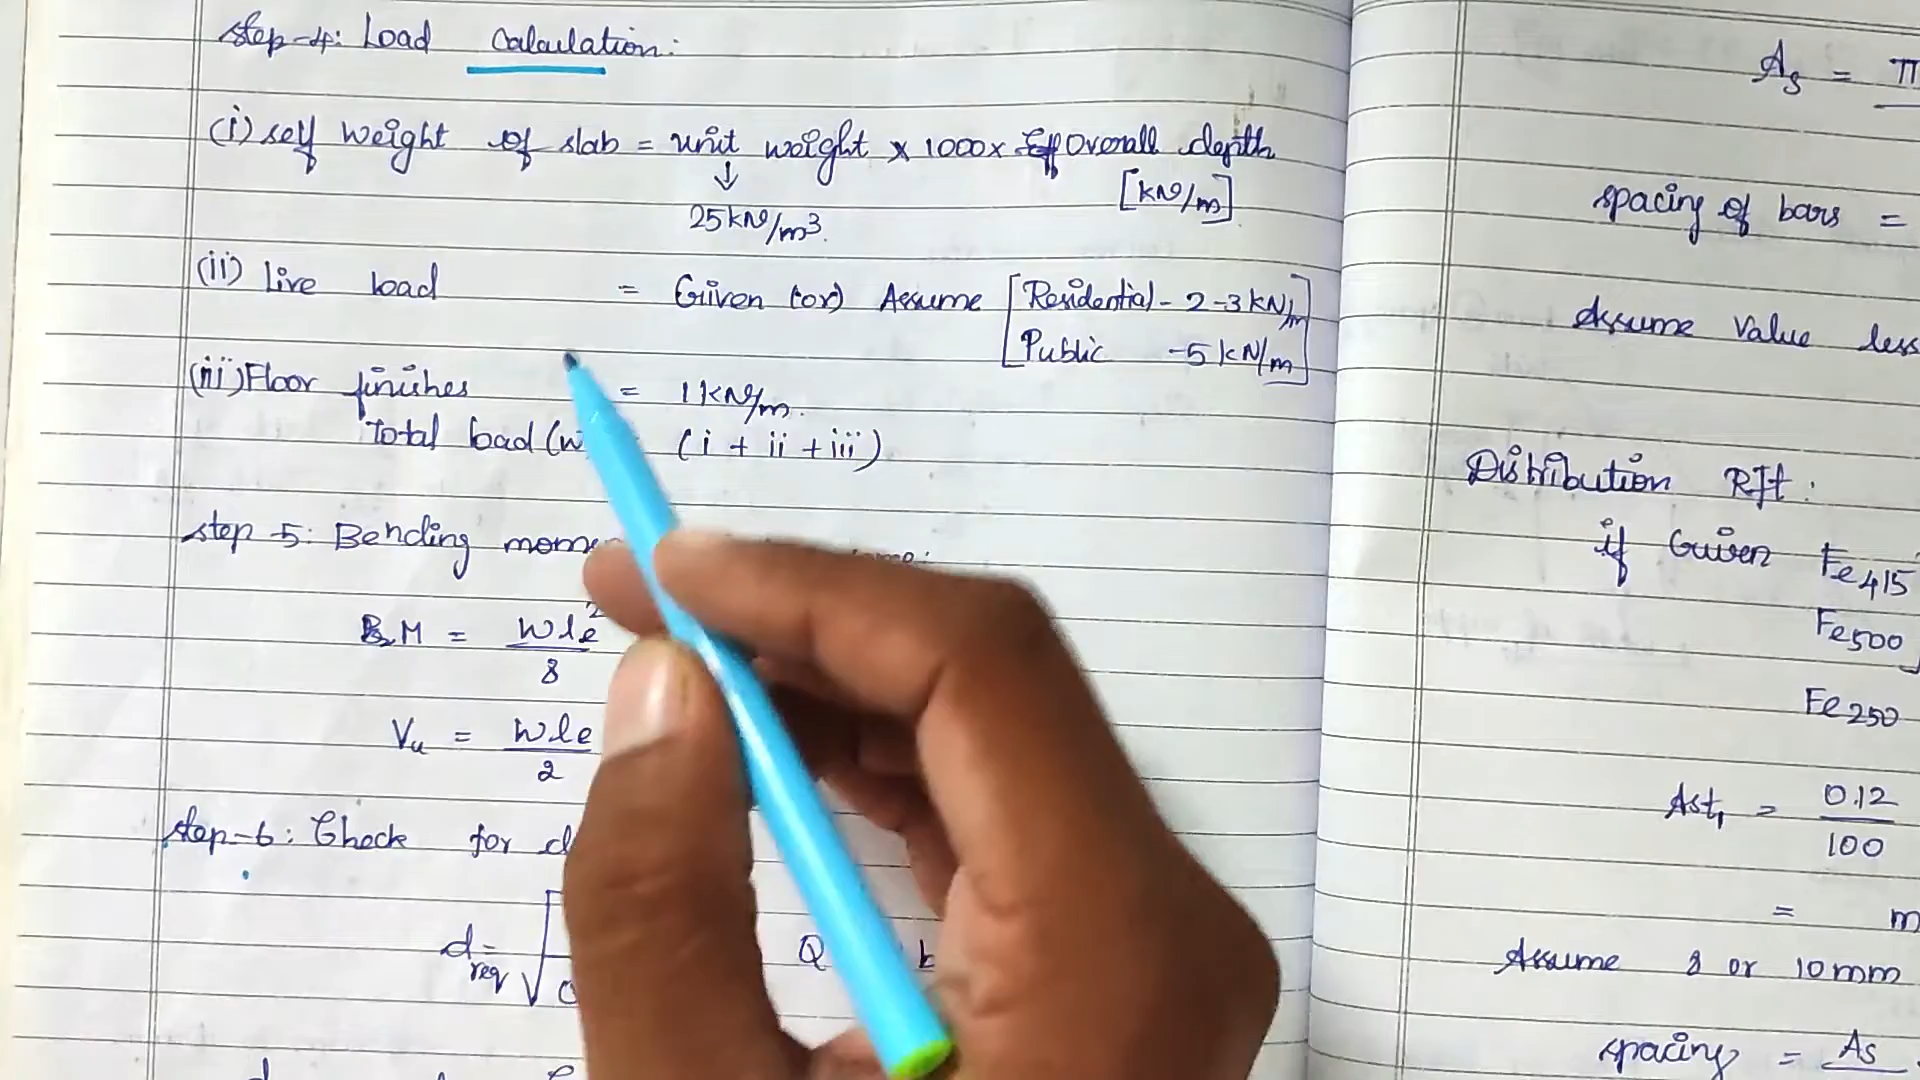 step-4: Load Calculation:
(i) self weight of slab = unit weight x 1000 x Overall depth
↓
[kN/m]
25kN/m3.
(ii) live load = Given (or) Assume [Residential - 2-3 kN/m
Public - 5 kN/m]
(iii) Floor finishes = 1 kN/m.
Total load (w (i + ii + iii)
step 5: Bending
BM = wle²
8
Vu = wle
2
step-6: Check for
dreq = √
Q
As = π
spacing of bars =
Assume value less
Distribution Rft:
if Given Fe415
Fe500
Fe250
Ast1 = 0.12
100
= m
Assume 8 or 10mm
spacing = As